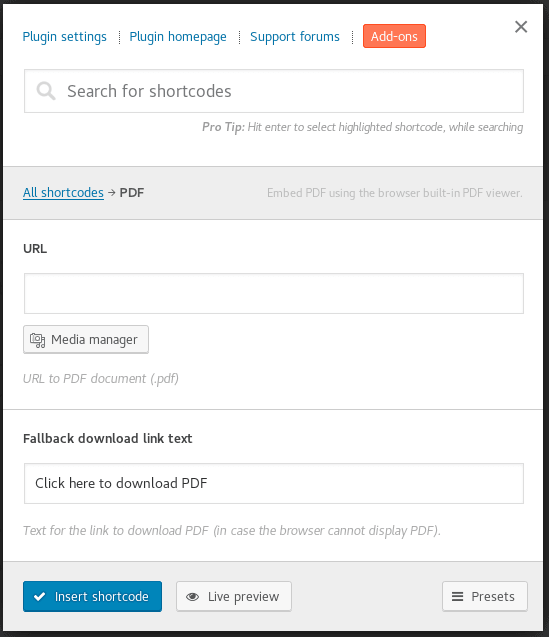 Plugin settings Plugin homepage Support forums Add-ons
Search for shortcodes
Pro Tip: Hit enter to select highlighted shortcode, while searching
All shortcodes → PDF Embed PDF using the browser built-in PDF viewer.
URL
Media manager
URL to PDF document (.pdf)
Fallback download link text
Click here to download PDF
Text for the link to download PDF (in case the browser cannot display PDF).
Insert shortcode Live preview Presets